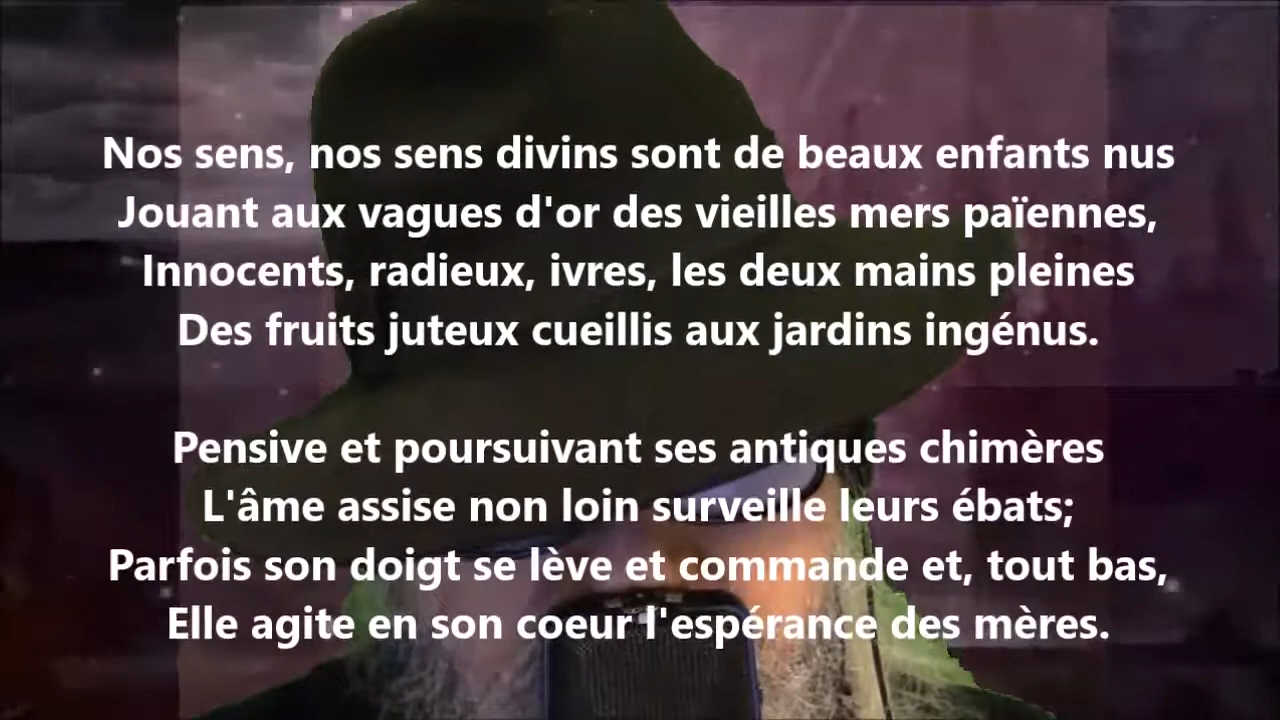 Nos sens, nos sens divins sont de beaux enfants nus
Jouant aux vagues d'or des vieilles mers païennes,
Innocents, radieux, ivres, les deux mains pleines
Des fruits juteux cueillis aux jardins ingénus.
Pensive et poursuivant ses antiques chimères
L'âme assise non loin surveille leurs ébats;
Parfois son doigt se lève et commande et, tout bas,
Elle agite en son coeur l'espérance des mères.